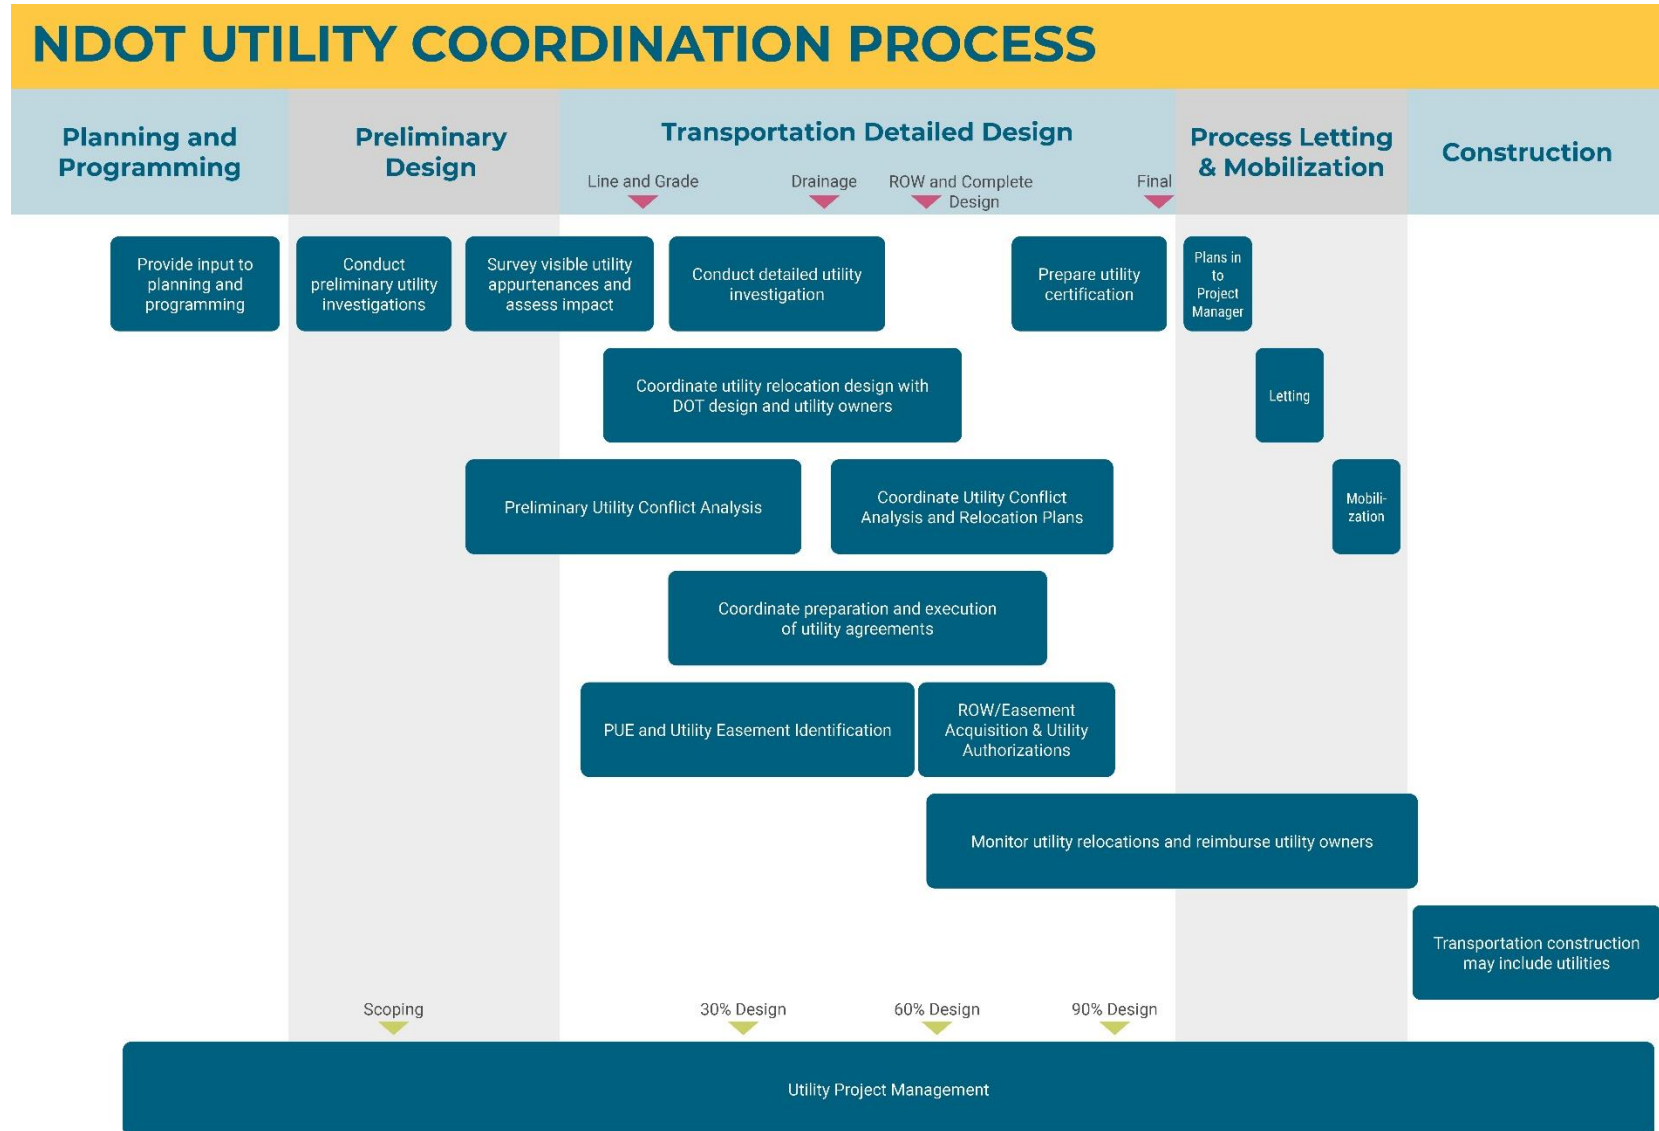 NDOT UTILITY COORDINATION PROCESS
Planning and
Programming
Preliminary
Design
Transportation Detailed Design
Line and Grade
Drainage
ROW and Complete
Design
Final
Process Letting
& Mobilization
Construction
Provide input to
planning and
programming
Conduct
preliminary utility
investigations
Survey visible utility
appurtenances and
assess impact
Conduct detailed utility
investigation
Prepare utility
certification
Plans in
to
Project
Manager
Coordinate utility relocation design with
DOT design and utility owners
Letting
Preliminary Utility Conflict Analysis
Coordinate Utility Conflict
Analysis and Relocation Plans
Mobili-
zation
Coordinate preparation and execution
of utility agreements
PUE and Utility Easement Identification
ROW/Easement
Acquisition & Utility
Authorizations
Monitor utility relocations and reimburse utility owners
Transportation construction
may include utilities
Scoping
30% Design
60% Design
90% Design
Utility Project Management